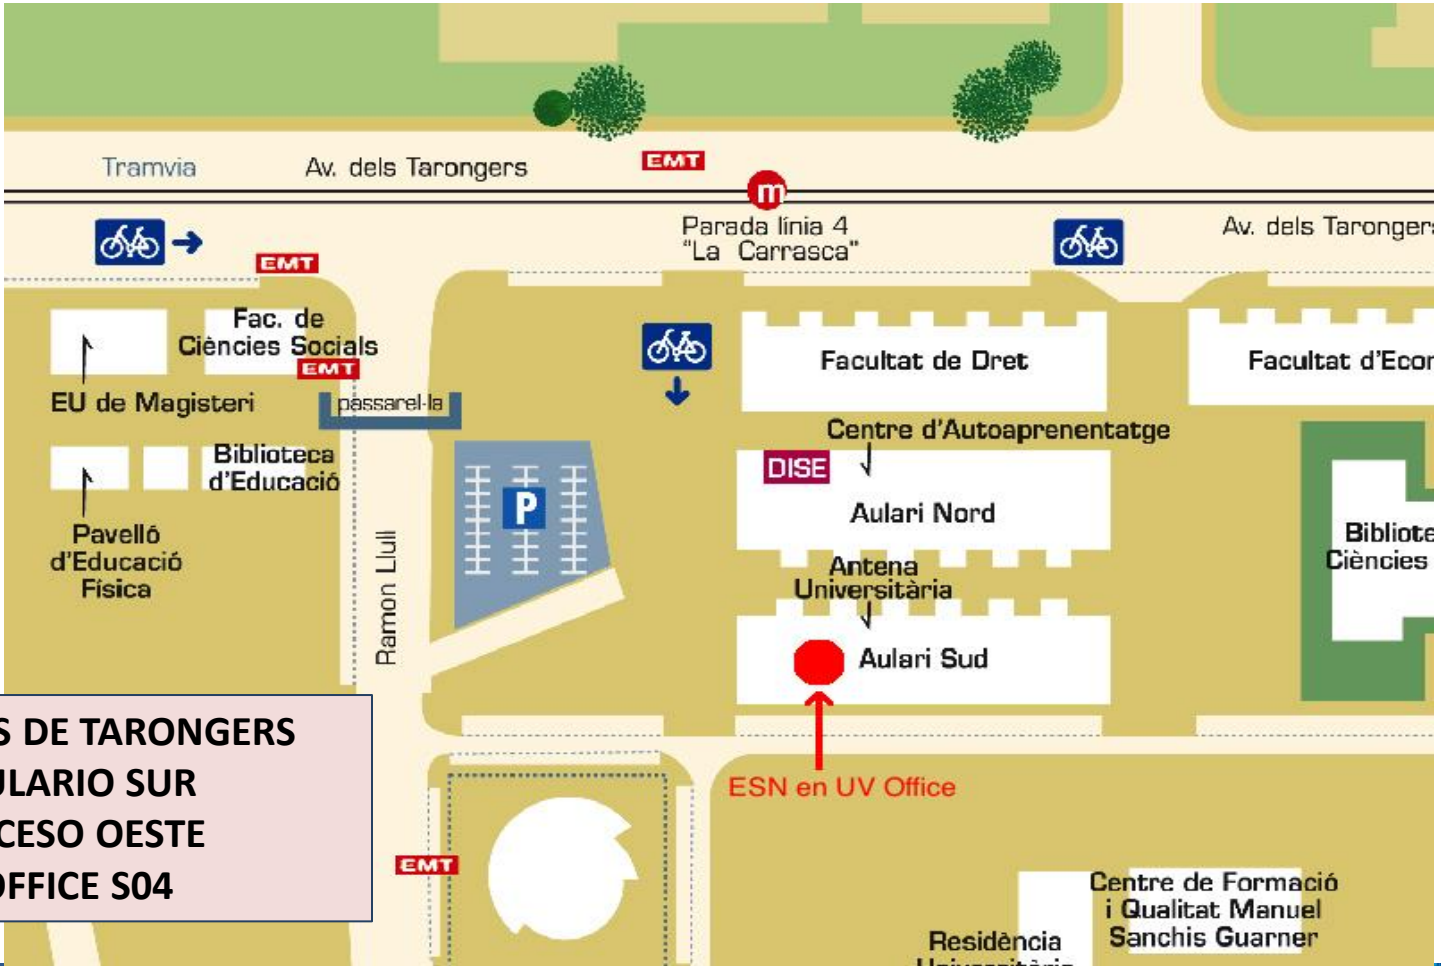 Tramvia
Av. dels Tarongers
EMT
m
Parada línia 4
"La Carrasca"
Av. dels Tarongers
EMT
Fac. de
Ciències Socials
EMT
EU de Magisteri
passarel·la
Facultat de Dret
Facultat d'Econ
Centre d'Autoaprenentatge
DISE
Biblioteca
d'Educació
P
Aulari Nord
Pavelló
d'Educació
Física
Ramon Llull
Antena
Universitària
Bibliote
Ciències
Aulari Sud
S DE TARONGERS
ULARIO SUR
CESO OESTE
OFFICE S04
ESN en UV Office
EMT
Centre de Formació
i Qualitat Manuel
Sanchis Guarner
Residència
Universitària